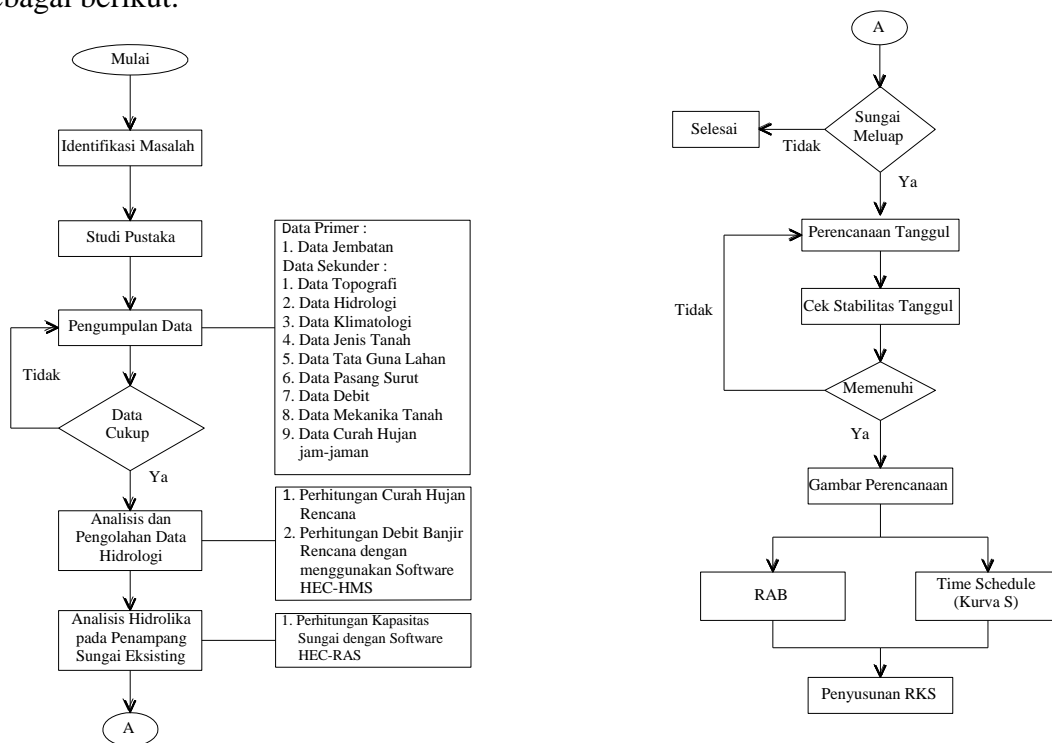 ebagai berikut:
Mulai
Identifikasi Masalah
Studi Pustaka
Pengumpulan Data
Tidak
Data
Cukup
Ya
Data Primer :
1. Data Jembatan
Data Sekunder :
1. Data Topografi
2. Data Hidrologi
3. Data Klimatologi
4. Data Jenis Tanah
5. Data Tata Guna Lahan
6. Data Pasang Surut
7. Data Debit
8. Data Mekanika Tanah
9. Data Curah Hujan
jam-jaman
Analisis dan
Pengolahan Data
Hidrologi
1. Perhitungan Curah Hujan
Rencana
2. Perhitungan Debit Banjir
Rencana dengan
menggunakan Software
HEC-HMS
Analisis Hidrolika
pada Penampang
Sungai Eksisting
1. Perhitungan Kapasitas
Sungai dengan Software
HEC-RAS
A
A
Sungai
Meluap
Tidak
Selesai
Ya
Perencanaan Tanggul
Cek Stabilitas Tanggul
Tidak
Memenuhi
Ya
Gambar Perencanaan
RAB
Time Schedule
(Kurva S)
Penyusunan RKS